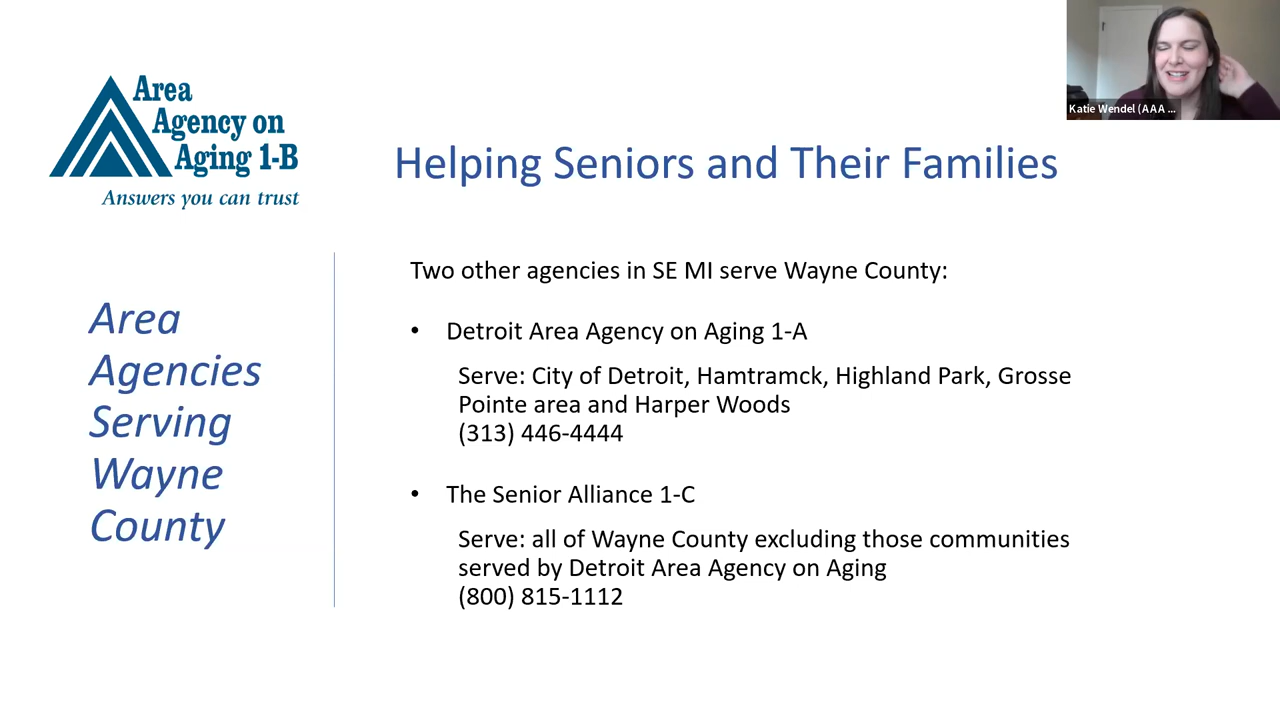 Area
Agency on
Aging 1-B
Answers you can trust
Katie Wendel (AAA ...
Helping Seniors and Their Families
Area
Agencies
Serving
Wayne
County
Two other agencies in SE MI serve Wayne County:
• Detroit Area Agency on Aging 1-A
Serve: City of Detroit, Hamtramck, Highland Park, Grosse
Pointe area and Harper Woods
(313) 446-4444
• The Senior Alliance 1-C
Serve: all of Wayne County excluding those communities
served by Detroit Area Agency on Aging
(800) 815-1112